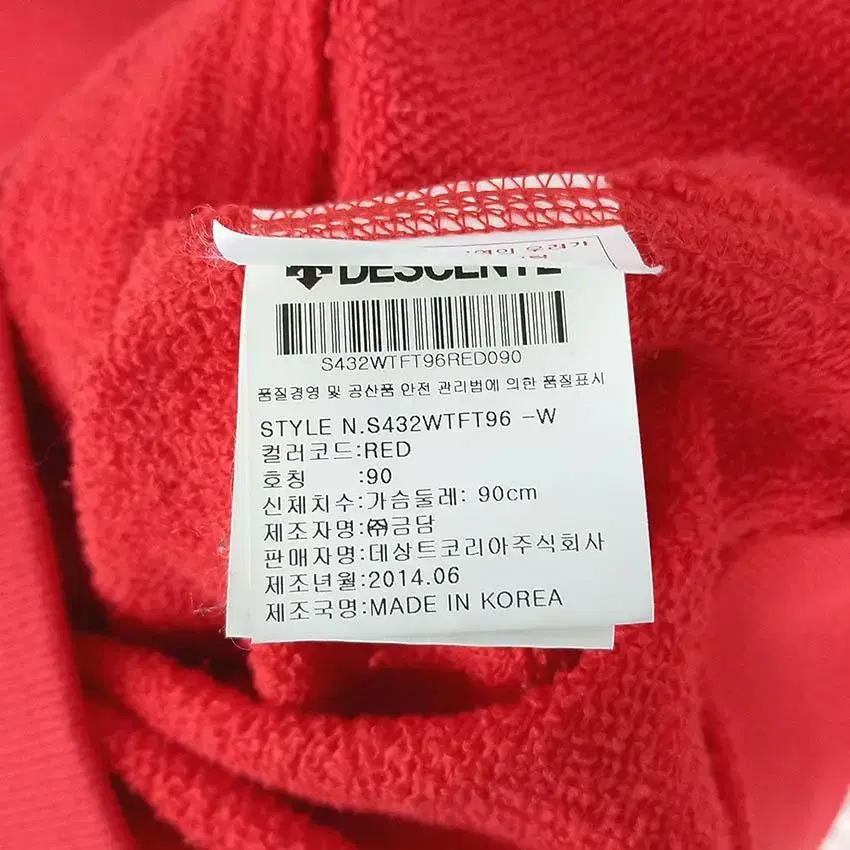 오려기
DESCENTE
S432WTFT96RED090
품질경영 및 공산품 안전 관리법에 의한 품질표시
STYLE N.S432WTFT96 -W
컬러코드:RED
호칭 :90
신체치수:가슴둘레: 90cm
제조자명:㈜금담
판매자명:데상트코리아주식회사
제조년월:2014.06
제조국명:MADE IN KOREA